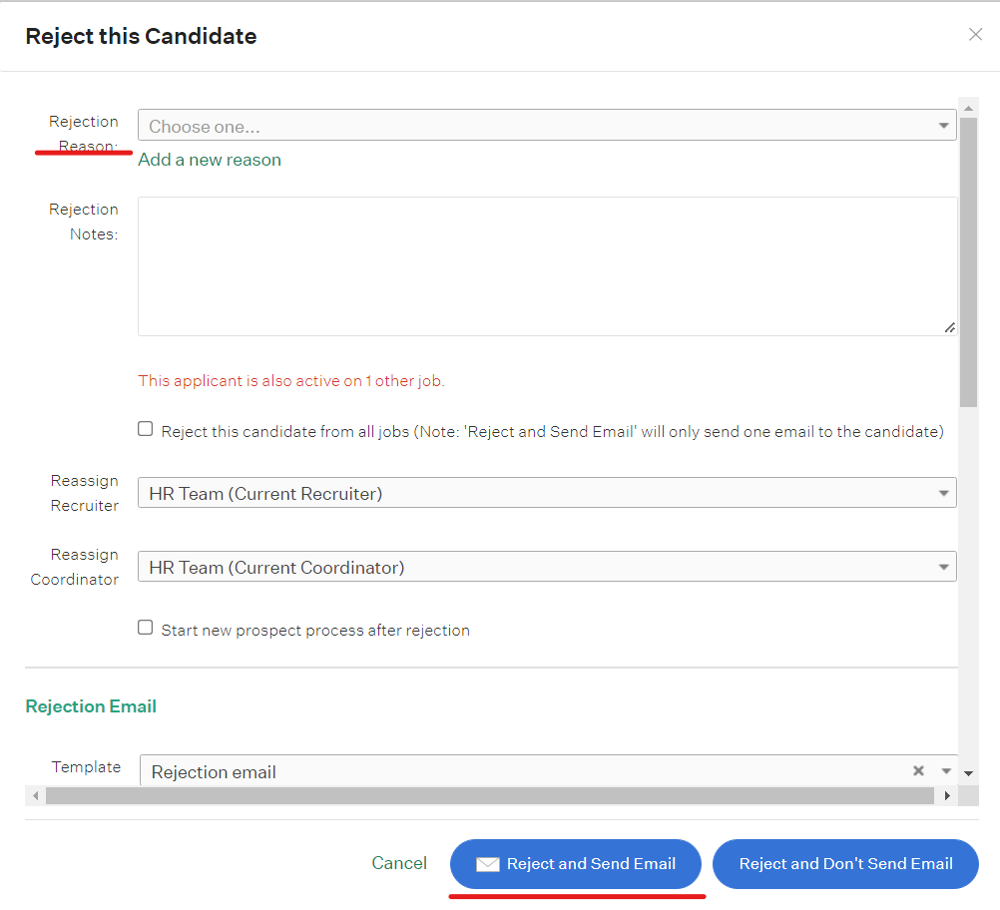 Reject this Candidate
Rejection
Reason:
Choose one...
Add a new reason
Rejection
Notes:
This applicant is also active on 1 other job.
Reject this candidate from all jobs (Note: 'Reject and Send Email' will only send one email to the candidate)
Reassign
Recruiter
HR Team (Current Recruiter)
Reassign
Coordinator
HR Team (Current Coordinator)
Start new prospect process after rejection
Rejection Email
Template
Rejection email
Cancel
Reject and Send Email
Reject and Don't Send Email